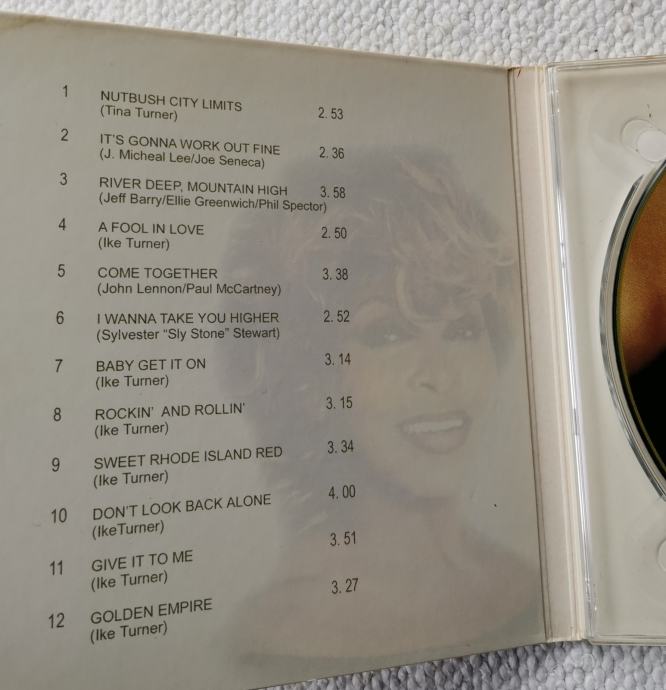 1 NUTBUSH CITY LIMITS 2. 53
(Tina Turner)
2 IT'S GONNA WORK OUT FINE 2. 36
(J. Micheal Lee/Joe Seneca)
3 RIVER DEEP, MOUNTAIN HIGH 3. 58
(Jeff Barry/Ellie Greenwich/Phil Spector)
4 A FOOL IN LOVE 2. 50
(Ike Turner)
5 COME TOGETHER 3. 38
(John Lennon/Paul McCartney)
6 I WANNA TAKE YOU HIGHER 2. 52
(Sylvester "Sly Stone" Stewart)
7 BABY GET IT ON 3. 14
(Ike Turner)
8 ROCKIN' AND ROLLIN' 3. 15
(Ike Turner)
9 SWEET RHODE ISLAND RED 3. 34
(Ike Turner)
10 DON'T LOOK BACK ALONE 4. 00
(IkeTurner)
11 GIVE IT TO ME 3. 51
(Ike Turner)
12 GOLDEN EMPIRE 3. 27
(Ike Turner)